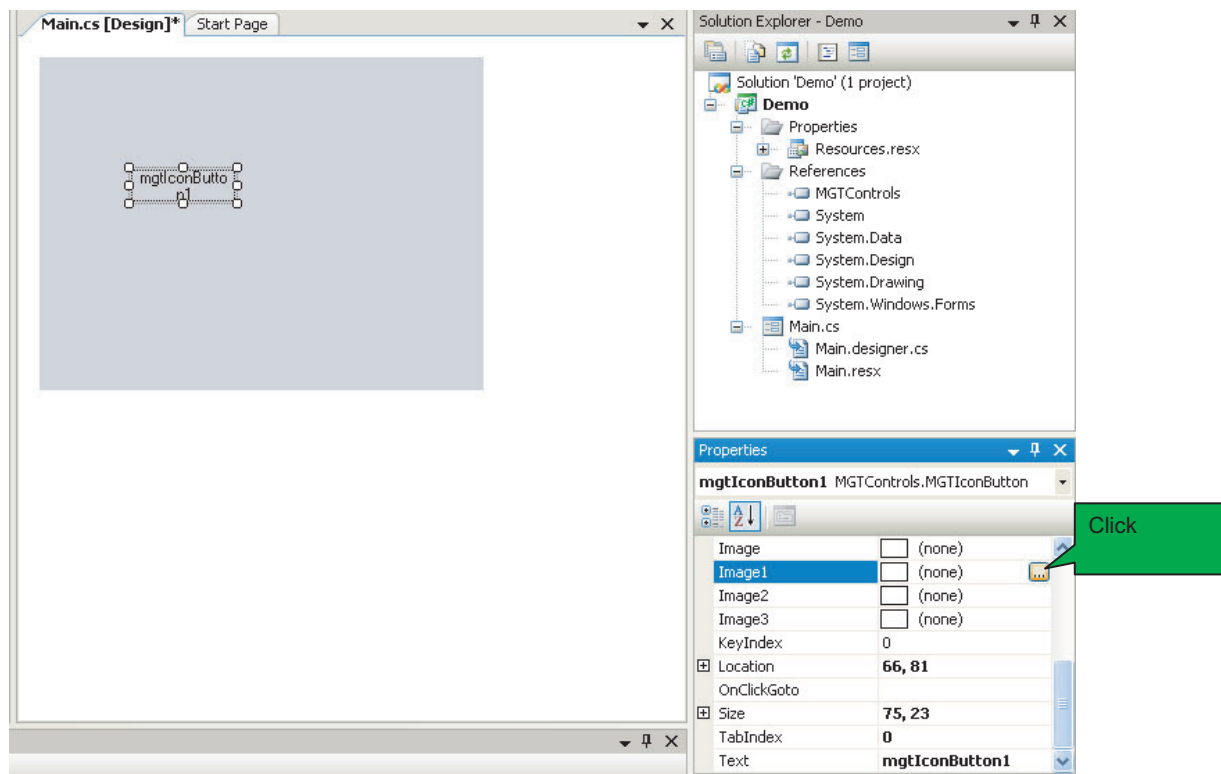 Main.cs [Design]* Start Page
mgtIconButto
n1
Solution Explorer - Demo
Solution 'Demo' (1 project)
Demo
Properties
Resources.resx
References
MGTControls
System
System.Data
System.Design
System.Drawing
System.Windows.Forms
Main.cs
Main.designer.cs
Main.resx
Properties
mgtIconButton1 MGTControls.MGTIconButton
Image (none)
Image1 (none) ...
Image2 (none)
Image3 (none)
KeyIndex 0
Location 66, 81
OnClickGoto
Size 75, 23
TabIndex 0
Text mgtIconButton1
Click